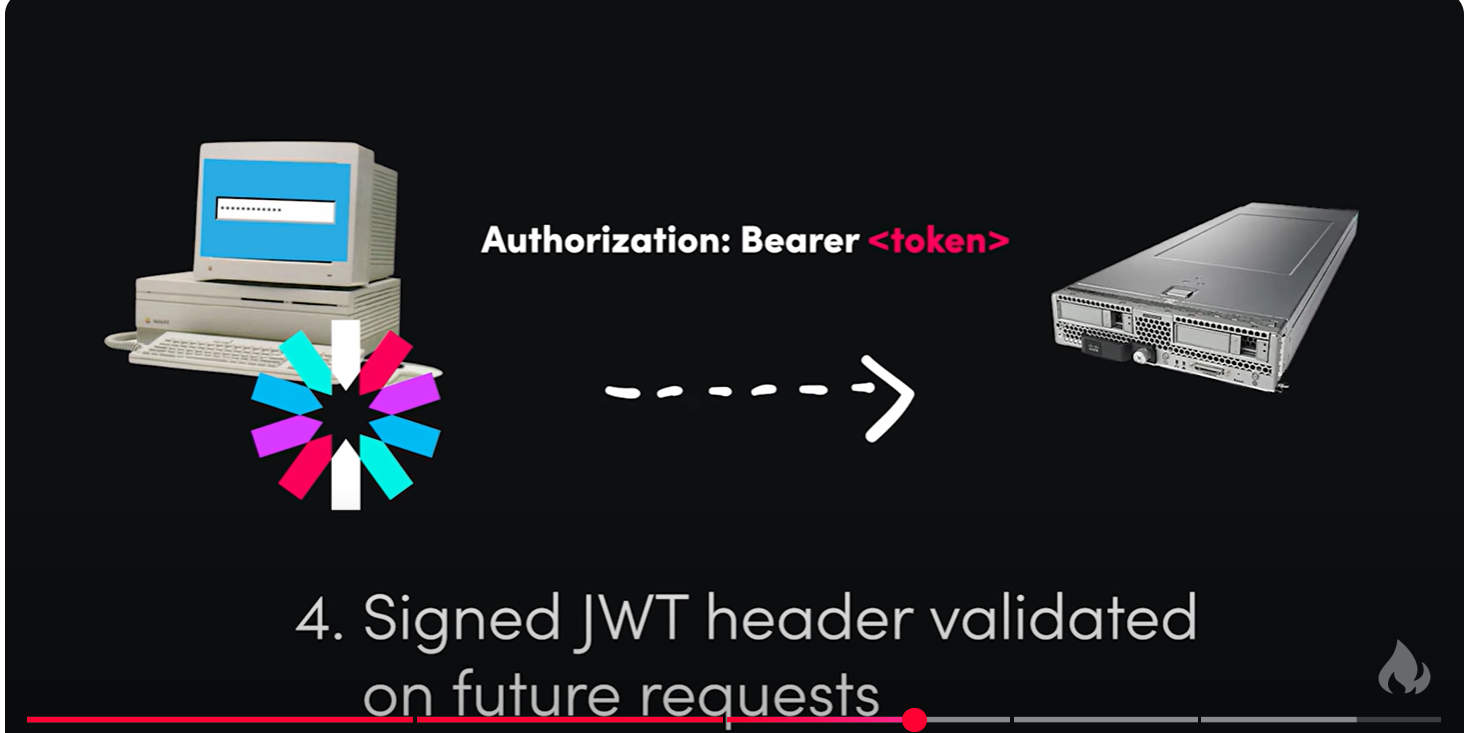 Authorization: Bearer <token>
4. Signed JWT header validated
on future requests